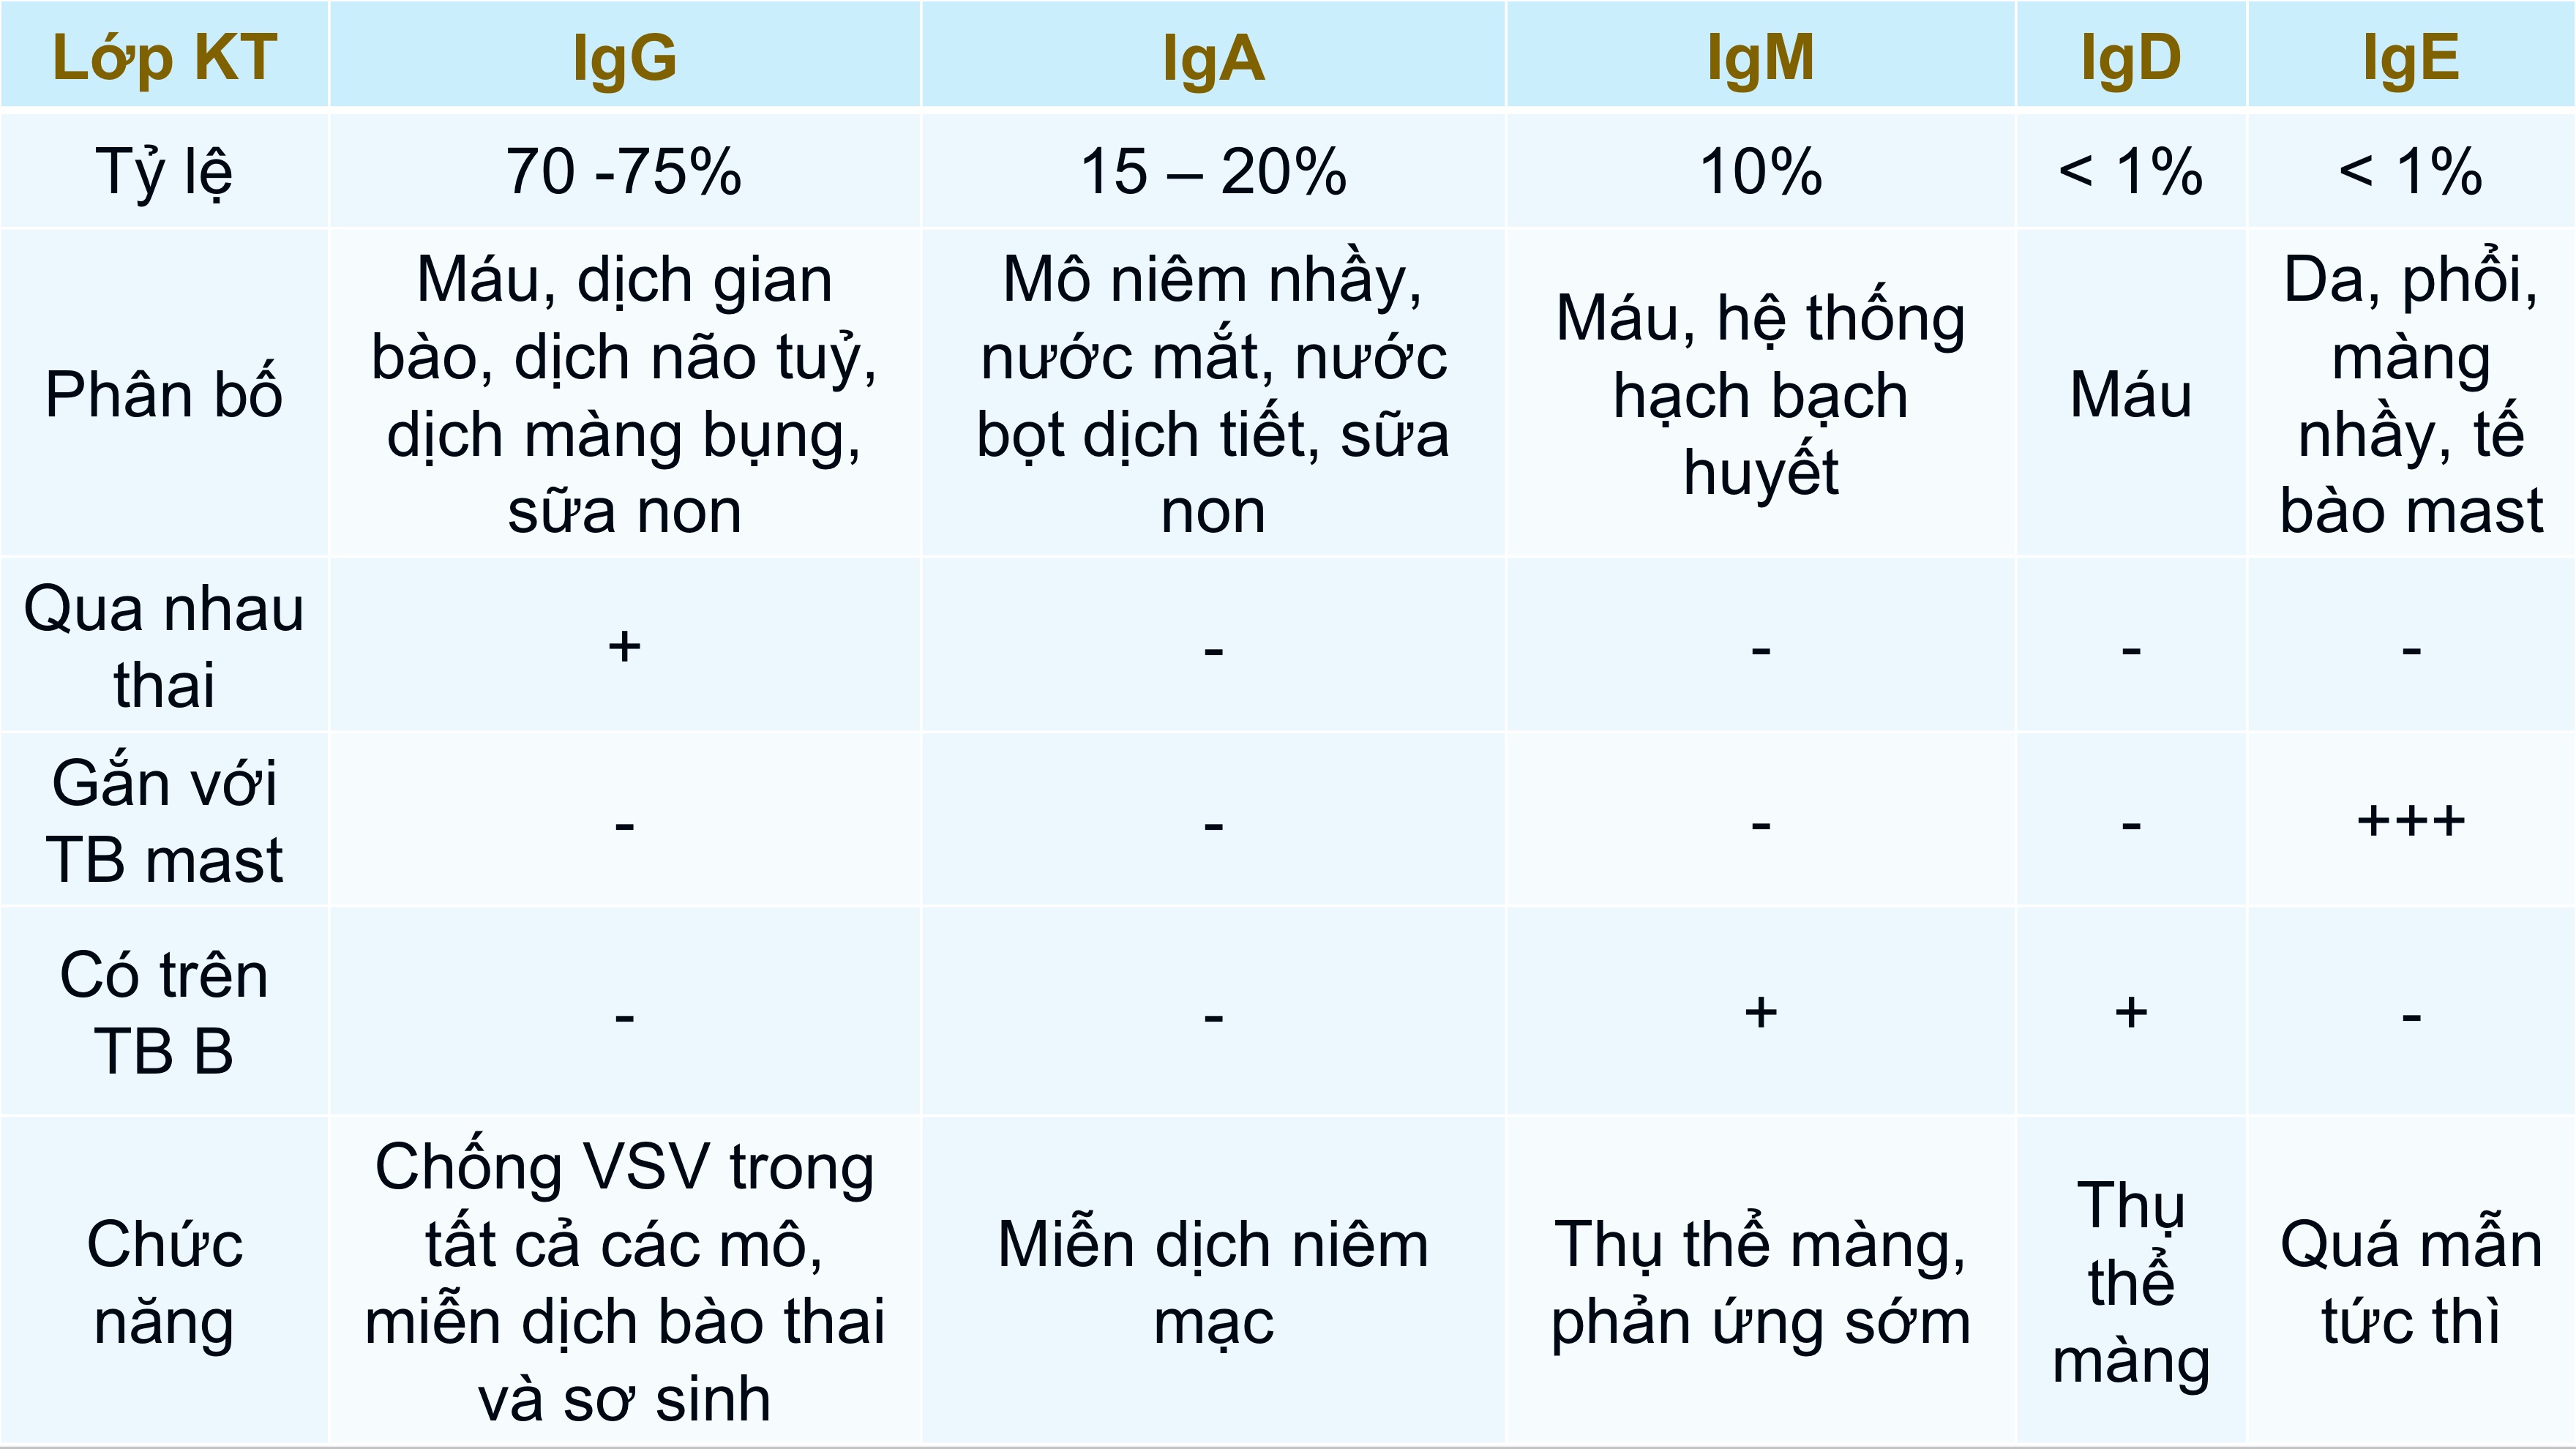 Lớp KT
IgG
IgA
IgM
IgD
IgE
Tỷ lệ
70 -75%
15 – 20%
10%
< 1%
< 1%
Phân bố
Máu, dịch gian
bào, dịch não tuỷ,
dịch màng bụng,
sữa non
Mô niêm nhầy,
nước mắt, nước
bọt dịch tiết, sữa
non
Máu, hệ thống
hạch bạch
huyết
Máu
Da, phổi,
màng
nhầy, tế
bào mast
Qua nhau
thai
+
-
-
-
-
Gắn với
TB mast
-
-
-
-
+++
Có trên
TB B
-
-
+
+
-
Chức
năng
Chống VSV trong
tất cả các mô,
miễn dịch bào thai
và sơ sinh
Miễn dịch niêm
mạc
Thụ thể màng,
phản ứng sớm
Thụ
thể
màng
Quá mẫn
tức thì